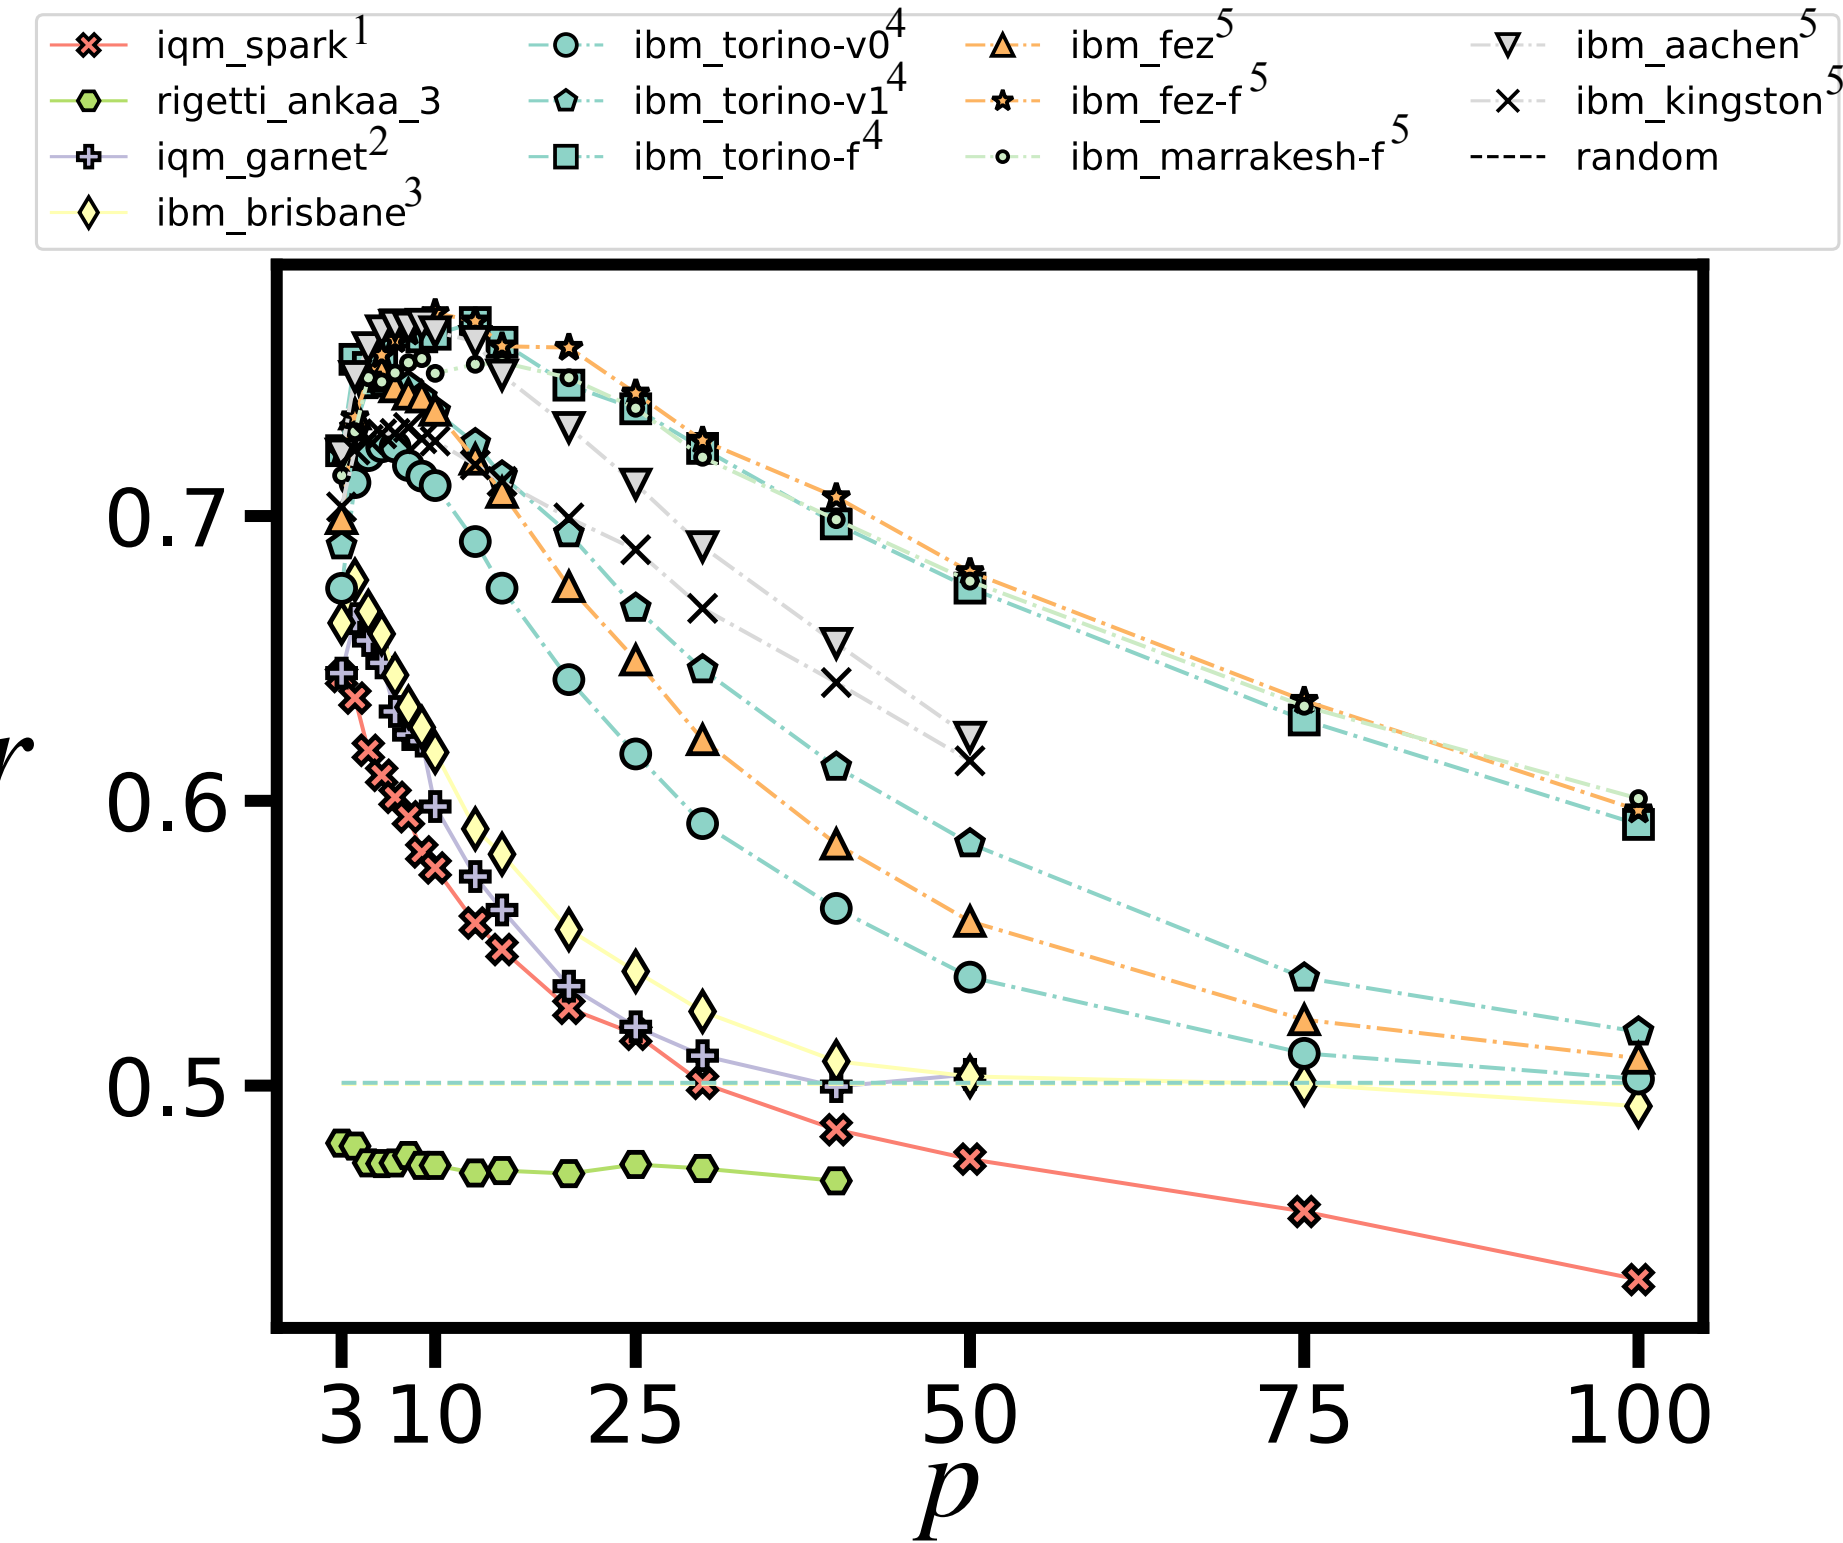 iqm_spark¹ ibm_torino-v0⁴ ibm_fez⁵ ibm_aachen⁵
rigetti_ankaa_3 ibm_torino-v1⁴ ibm_fez-f⁵ ibm_kingston⁵
iqm_garnet² ibm_torino-f⁴ ibm_marrakesh-f⁵ random
ibm_brisbane³
0.7
r
0.6
0.5
3 10 25 50 75 100
p